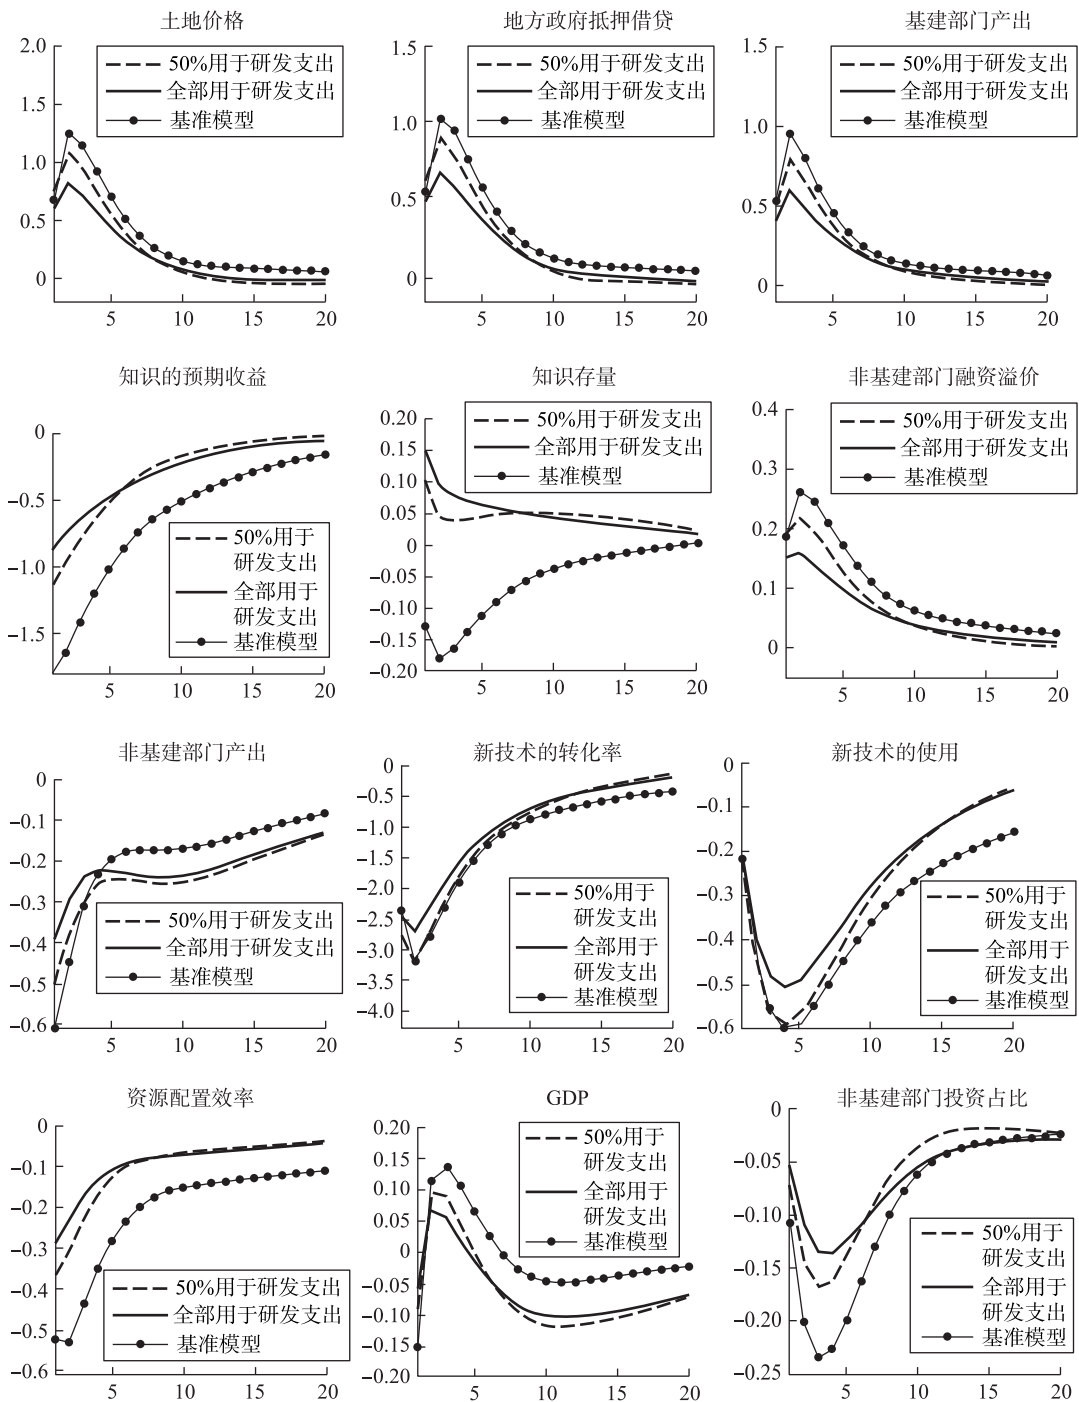 土地价格
2.0
1.5
1.0
0.5
0
50%用于研发支出
全部用于研发支出
基准模型
5 10 15 20
地方政府抵押借贷
1.5
1.0
0.5
0
50%用于研发支出
全部用于研发支出
基准模型
5 10 15 20
基建部门产出
1.5
1.0
0.5
0
50%用于研发支出
全部用于研发支出
基准模型
5 10 15 20
知识的预期收益
0
−0.5
−1.0
−1.5
50%用于
研发支出
全部用于
研发支出
基准模型
5 10 15 20
知识存量
0.20
0.15
0.10
0.05
0
−0.05
−0.10
−0.15
−0.20
50%用于研发支出
全部用于研发支出
基准模型
5 10 15 20
非基建部门融资溢价
0.4
0.3
0.2
0.1
0
50%用于研发支出
全部用于研发支出
基准模型
5 10 15 20
非基建部门产出
0
−0.1
−0.2
−0.3
−0.4
−0.5
−0.6
50%用于研发支出
全部用于研发支出
基准模型
5 10 15 20
新技术的转化率
0
−0.5
−1.0
−1.5
−2.0
−2.5
−3.0
−3.5
−4.0
50%用于
研发支出
全部用于
研发支出
基准模型
5 10 15 20
新技术的使用
0
−0.1
−0.2
−0.3
−0.4
−0.5
−0.6
50%用于
研发支出
全部用于
研发支出
基准模型
5 10 15 20
资源配置效率
0
−0.1
−0.2
−0.3
−0.4
−0.5
−0.6
50%用于研发支出
全部用于研发支出
基准模型
5 10 15 20
GDP
0.20
0.15
0.10
0.05
0
−0.05
−0.10
−0.15
−0.20
50%用于
研发支出
全部用于
研发支出
基准模型
5 10 15 20
非基建部门投资占比
0
−0.05
−0.10
−0.15
−0.20
−0.25
50%用于
研发支出
全部用于
研发支出
基准模型
5 10 15 20